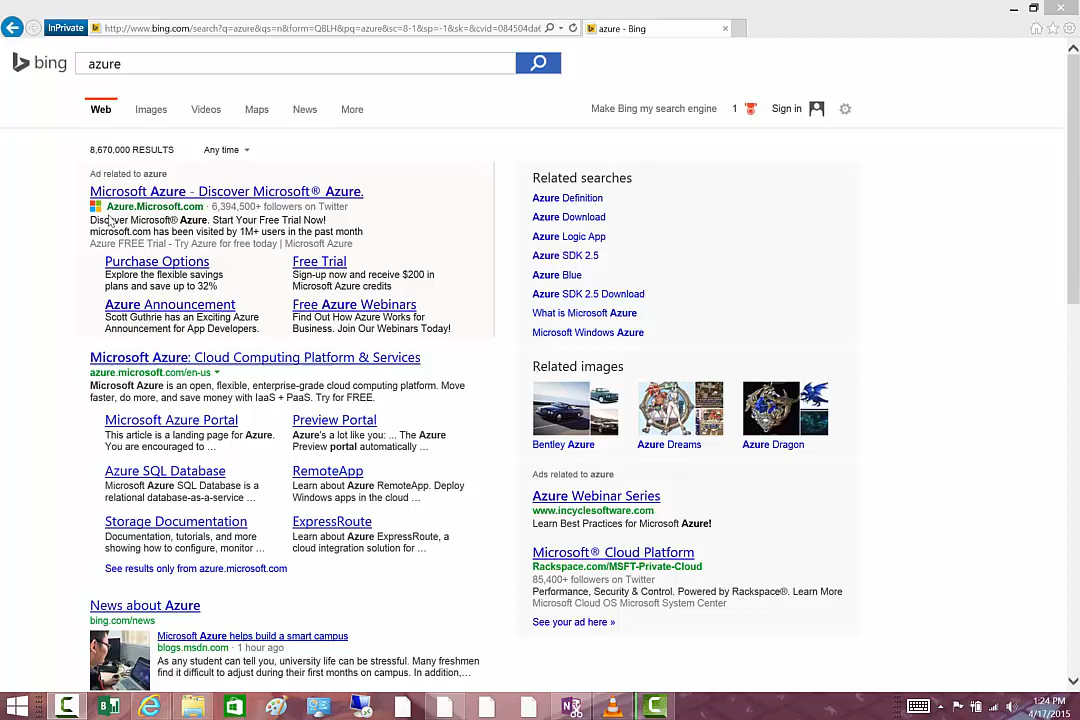 InPrivate
http://www.bing.com/search?q=azure&qs=n&form=QBLH&pq=azure&sc=8-1&sp=-1&sk=&cvid=084504da6
azure - Bing
bing
azure
Web
Images
Videos
Maps
News
More
Make Bing my search engine
1
Sign in
8,670,000 RESULTS
Any time
Ad related to azure
Microsoft Azure - Discover Microsoft® Azure.
Azure.Microsoft.com · 6,394,500+ followers on Twitter
Discover Microsoft® Azure. Start Your Free Trial Now!
microsoft.com has been visited by 1M+ users in the past month
Azure FREE Trial - Try Azure for free today | Microsoft Azure
Purchase Options
Explore the flexible savings
plans and save up to 32%
Free Trial
Sign-up now and receive $200 in
Microsoft Azure credits
Azure Announcement
Scott Guthrie has an Exciting Azure
Announcement for App Developers.
Free Azure Webinars
Find Out How Azure Works for
Business. Join Our Webinars Today!
Microsoft Azure: Cloud Computing Platform & Services
azure.microsoft.com/en-us
Microsoft Azure is an open, flexible, enterprise-grade cloud computing platform. Move
faster, do more, and save money with IaaS + PaaS. Try for FREE.
Microsoft Azure Portal
This article is a landing page for Azure.
You are encouraged to ...
Preview Portal
Azure's a lot like you: ... The Azure
Preview portal automatically ...
Azure SQL Database
Microsoft Azure SQL Database is a
relational database-as-a-service ...
RemoteApp
Learn about Azure RemoteApp. Deploy
Windows apps in the cloud ...
Storage Documentation
Documentation, tutorials, and more
showing how to configure, monitor ...
ExpressRoute
Learn about Azure ExpressRoute, a
cloud integration solution for ...
See results only from azure.microsoft.com
News about Azure
bing.com/news
Microsoft Azure helps build a smart campus
blogs.msdn.com · 1 hour ago
As any student can tell you, university life can be stressful. Many freshmen
find it difficult to adjust during their first months on campus. In addition,...
Related searches
Azure Definition
Azure Download
Azure Logic App
Azure SDK 2.5
Azure Blue
Azure SDK 2.5 Download
What is Microsoft Azure
Microsoft Windows Azure
Related images
Bentley Azure
Azure Dreams
Azure Dragon
Ads related to azure
Azure Webinar Series
www.incyclesoftware.com
Learn Best Practices for Microsoft Azure!
Microsoft® Cloud Platform
Rackspace.com/MSFT-Private-Cloud
85,400+ followers on Twitter
Performance, Security & Control. Powered by Rackspace®. Learn More
Microsoft Cloud OS Microsoft System Center
See your ad here »
1:24 PM
4/17/2015